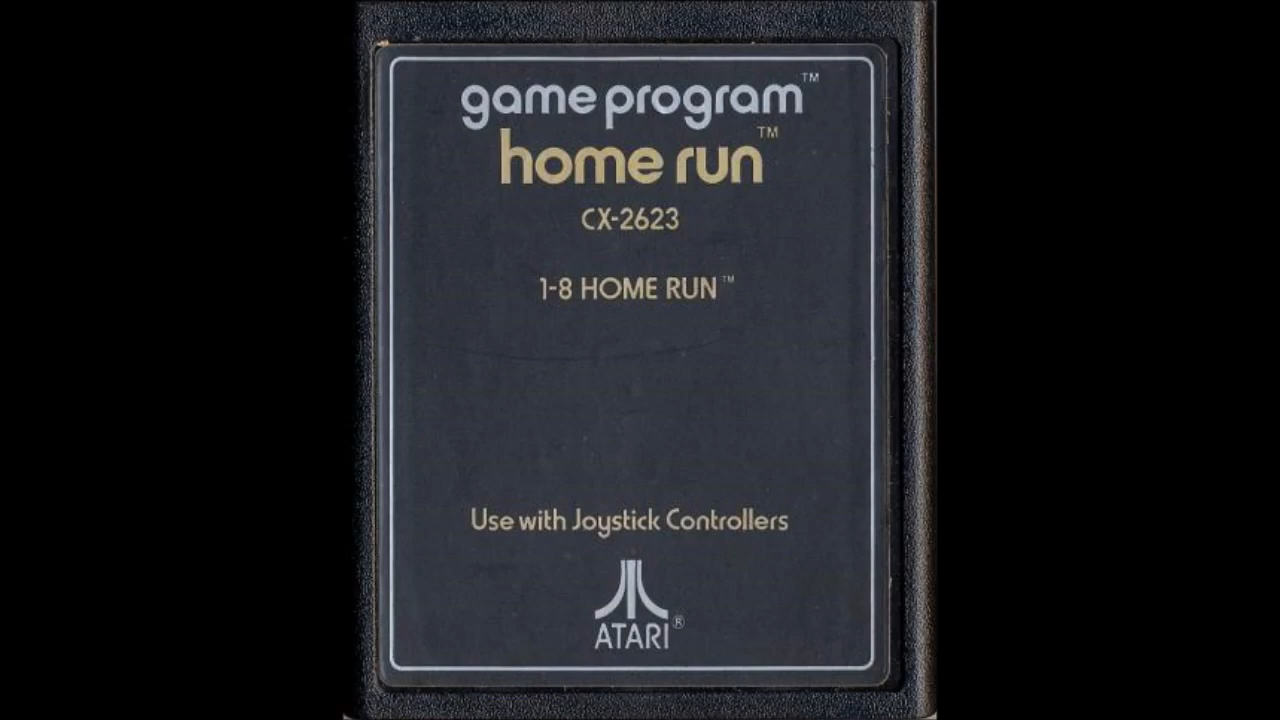 game program™
home run™
CX-2623
1-8 HOME RUN™
Use with Joystick Controllers
ATARI®